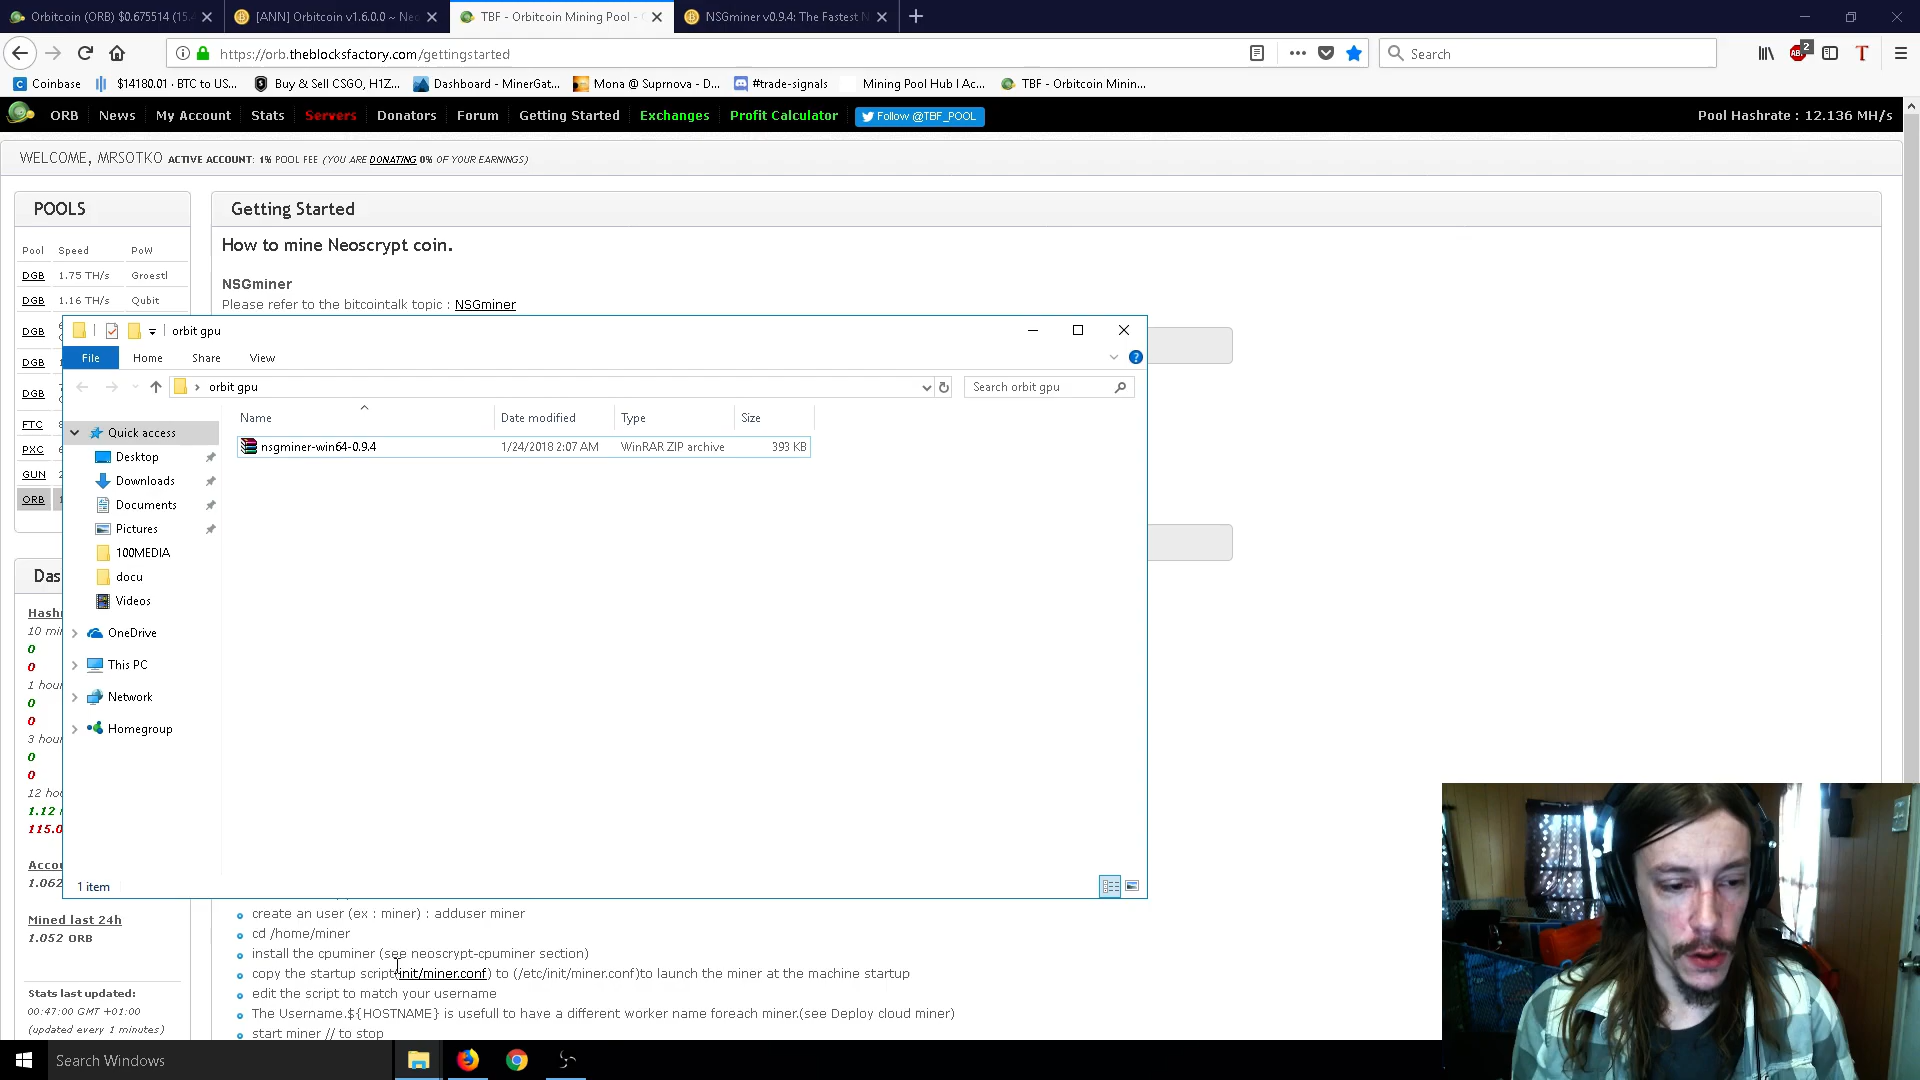 Orbitcoin (ORB) $0.675514 (15.
[ANN] Orbitcoin v1.6.0.0 ~ Neo
TBF - Orbitcoin Mining Pool -
NSGminer v0.9.4: The Fastest N
https://orb.theblocksfactory.com/gettingstarted
Search
2
Coinbase
$14180.01 · BTC to US...
Buy & Sell CSGO, H1Z...
Dashboard - MinerGat...
Mona @ Suprnova - D...
#trade-signals
Mining Pool Hub | Ac...
TBF - Orbitcoin Minin...
ORB
News
My Account
Stats
Servers
Donators
Forum
Getting Started
Exchanges
Profit Calculator
Follow @TBF_POOL
Pool Hashrate : 12.136 MH/s
WELCOME, MRSOTKO ACTIVE ACCOUNT: 1% POOL FEE (YOU ARE DONATING 0% OF YOUR EARNINGS)
POOLS
Getting Started
How to mine Neoscrypt coin.
Pool Speed PoW
DGB 1.75 TH/s Groestl
DGB 1.16 TH/s Qubit
DGB
DGB
DGB
FTC
PXC
GUN
ORB
NSGminer
Please refer to the bitcointalk topic : NSGminer
orbit gpu
File
Home
Share
View
orbit gpu
Search orbit gpu
Name
Date modified
Type
Size
nsgminer-win64-0.9.4
1/24/2018 2:07 AM
WinRAR ZIP archive
393 KB
Quick access
Desktop
Downloads
Documents
Pictures
100MEDIA
docu
Videos
OneDrive
This PC
Network
Homegroup
1 item
Das
Hashr
10 min
0
0
1 hour
0
0
3 hou
0
0
12 ho
1.12
115.0
Acco
1.062
Mined last 24h
1.052 ORB
Stats last updated:
00:47:00 GMT +01:00
(updated every 1 minutes)
create an user (ex : miner) : adduser miner
cd /home/miner
install the cpuminer (see neoscrypt-cpuminer section)
copy the startup script(init/miner.conf) to (/etc/init/miner.conf)to launch the miner at the machine startup
edit the script to match your username
The Username.${HOSTNAME} is usefull to have a different worker name foreach miner.(see Deploy cloud miner)
start miner // to stop
Search Windows